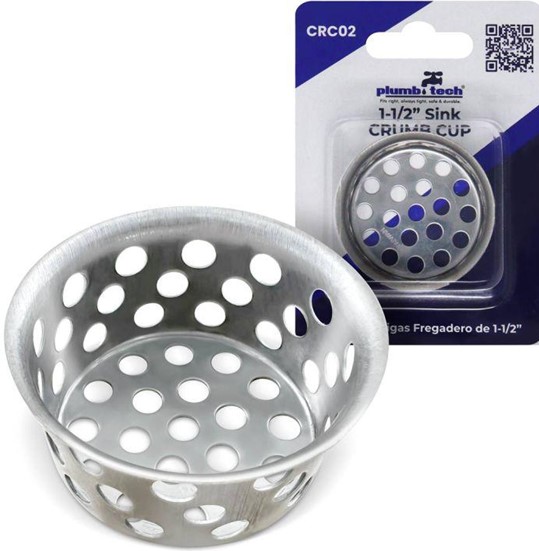 CRC02
plumb tech®
Fits right, always tight, safe & durable.
1-1/2” Sink
CRUMB CUP
igas Fregadero de 1-1/2”